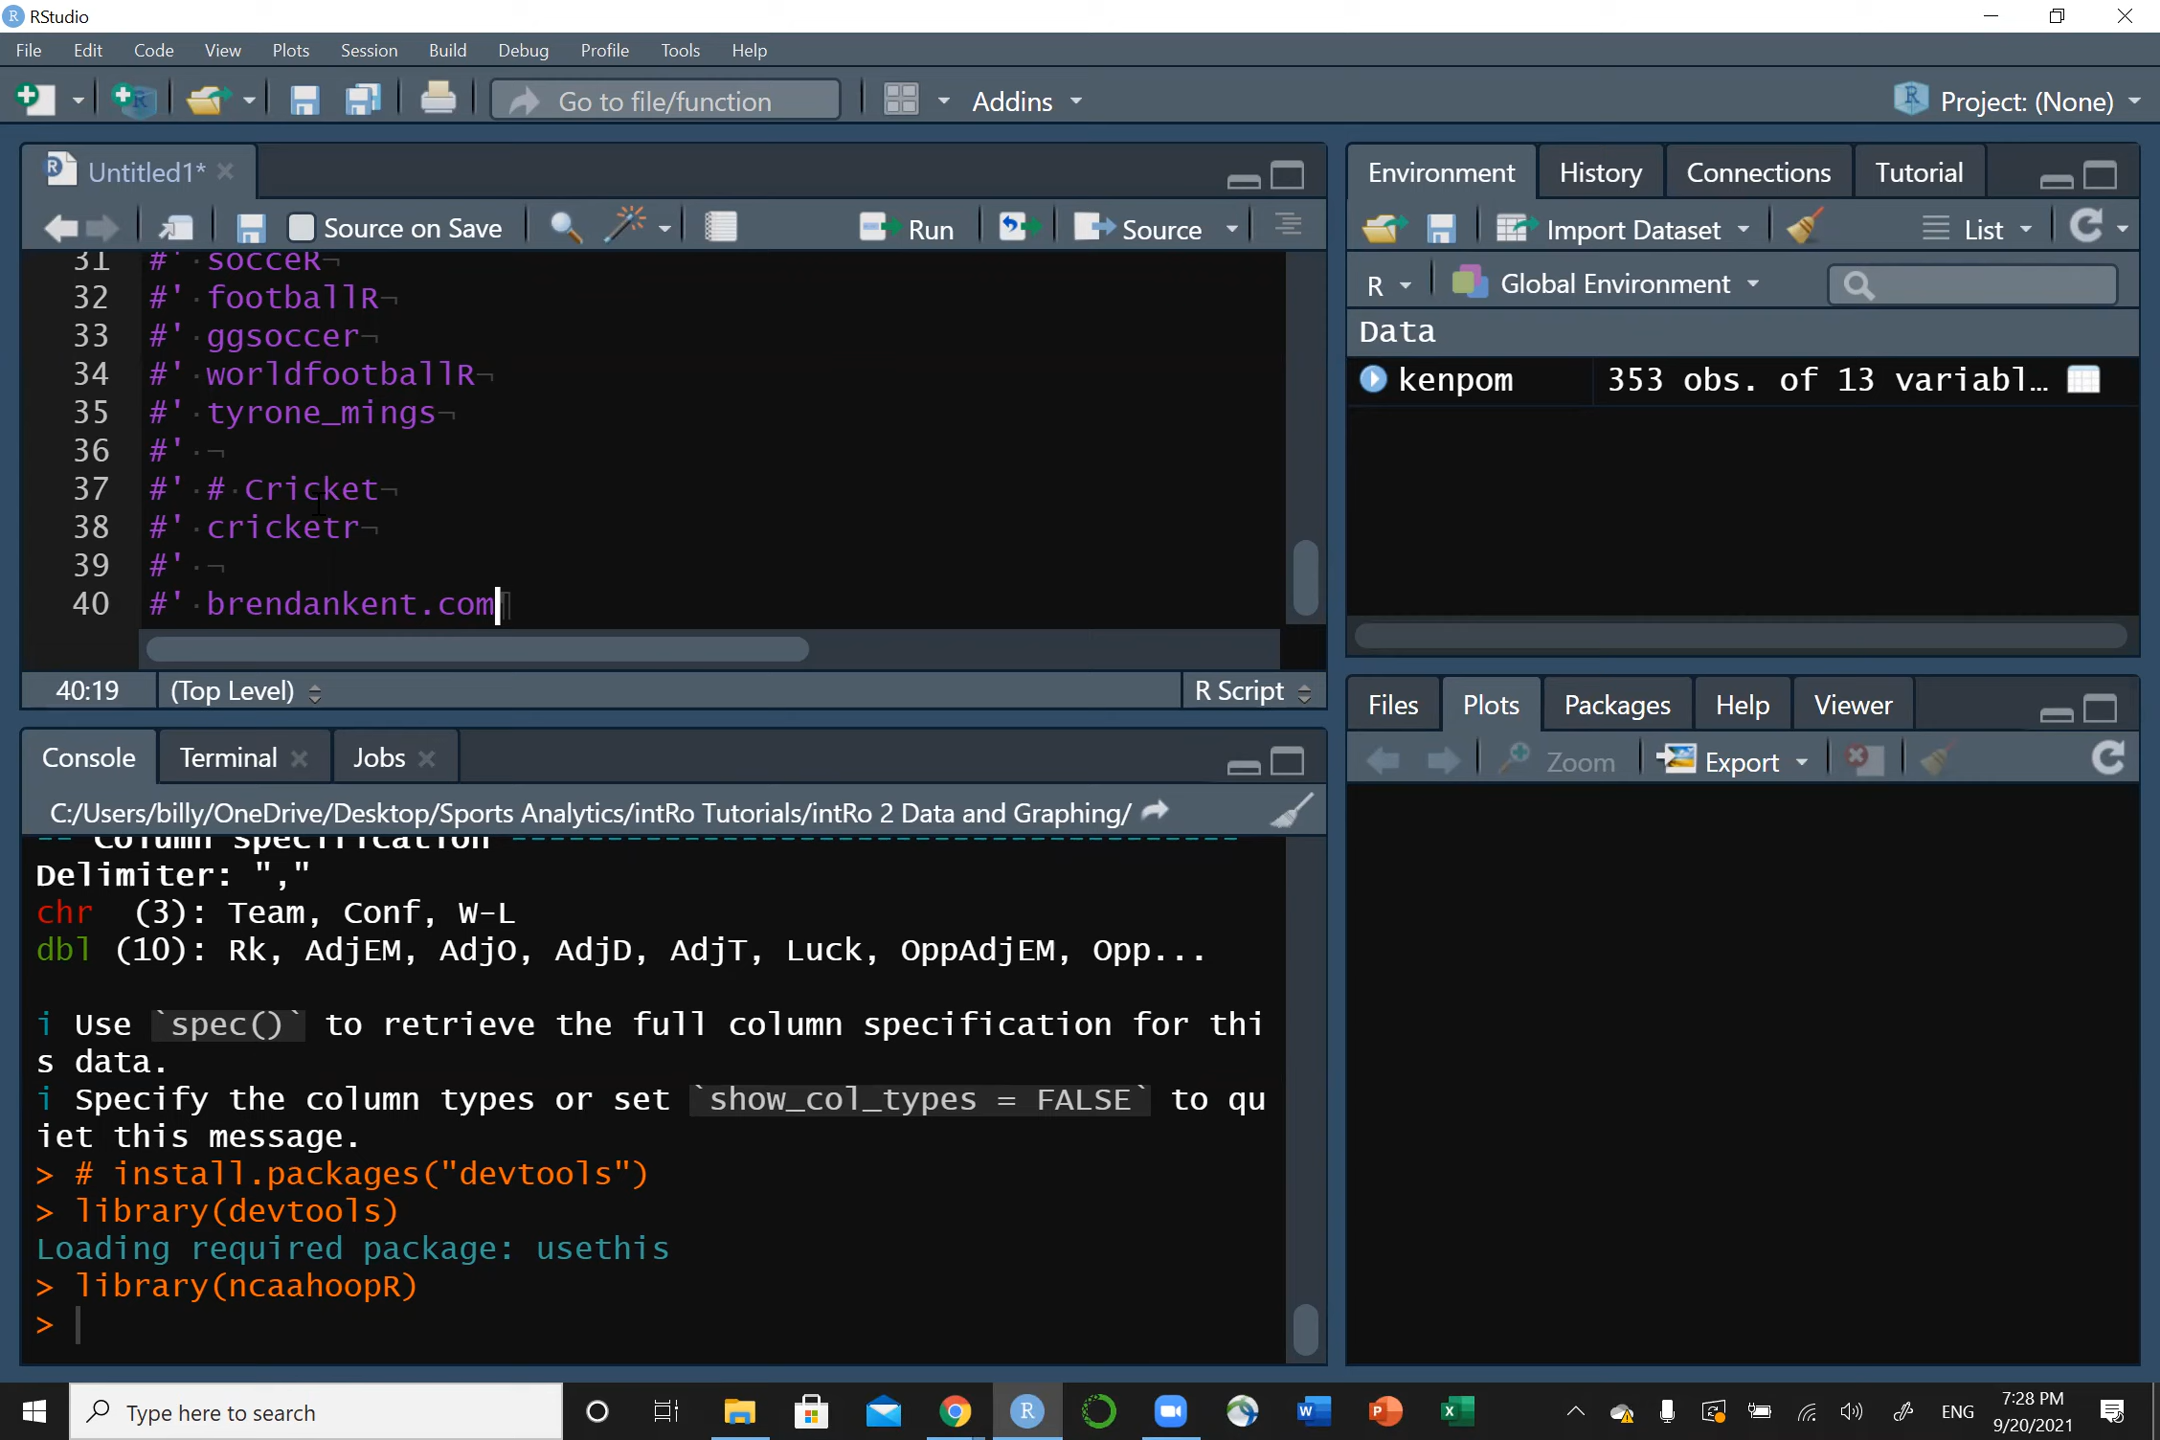 RStudio
File Edit Code View Plots Session Build Debug Profile Tools Help
Go to file/function Addins Project: (None)
Untitled1*
Source on Save Run Source
31 #' socceR
32 #' footballR
33 #' ggsoccer
34 #' worldfootballR
35 #' tyrone_mings
36 #'
37 #' # Cricket
38 #' cricketr
39 #'
40 #' brendankent.com
40:19 (Top Level) R Script
Console Terminal Jobs
C:/Users/billy/OneDrive/Desktop/Sports Analytics/intRo Tutorials/intRo 2 Data and Graphing/
-- Column specification --------------------------------------
Delimiter: ","
chr (3): Team, Conf, W-L
dbl (10): Rk, AdjEM, AdjO, AdjD, AdjT, Luck, OppAdjEM, Opp...
i Use `spec()` to retrieve the full column specification for thi
s data.
i Specify the column types or set `show_col_types = FALSE` to qu
iet this message.
> # install.packages("devtools")
> library(devtools)
Loading required package: usethis
> library(ncaahoopR)
>
Environment History Connections Tutorial
Import Dataset List
R Global Environment
Data
kenpom 353 obs. of 13 variabl...
Files Plots Packages Help Viewer
Zoom Export
Type here to search
ENG
7:28 PM
9/20/2021